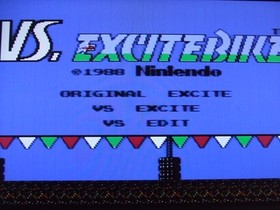 VS. EXCITEBIKE
©1988 Nintendo
ORIGINAL EXCITE
VS EXCITE
VS EDIT